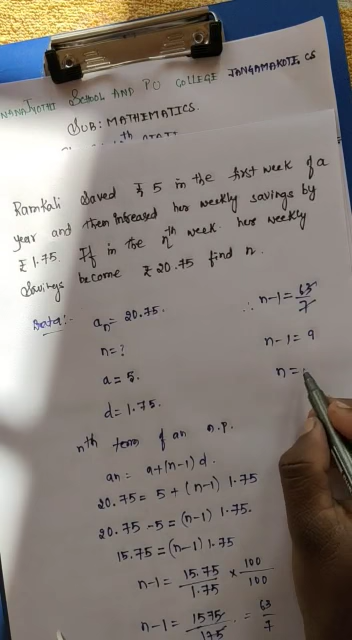 SCHOOL AND PU COLLEGE JANGAMAKOTE, CS
SUB: MATHEMATICS.
Ramkali saved ₹ 5 in the first week of a
year and then increased her weekly savings by
₹ 1.75. If in the nth week her weekly
savings become ₹ 20.75 find n.
Data:- an = 20.75.
n = ?
a = 5.
d = 1.75.
nth term of an A.P.
an = a+(n-1) d.
20.75 = 5 + (n-1) 1.75
20.75 -5 = (n-1) 1.75.
15.75 = (n-1) 1.75
n-1 = 15.75/1.75 × 100/100
n-1 = 1575/175 = 63/7
∴ n-1 = 63/7
n-1 = 9
n =